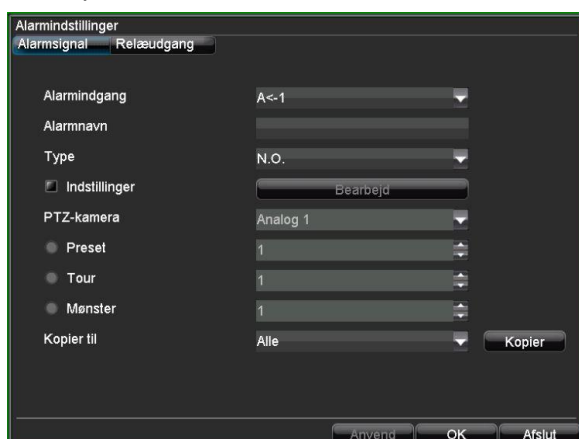 Alarmindstillinger
Alarmsignal Relæudgang
Alarmindgang A<-1
Alarmnavn
Type N.O.
Indstillinger Bearbejd
PTZ-kamera Analog 1
Preset 1
Tour 1
Mønster 1
Kopier til Alle Kopier
Anvend OK Afslut